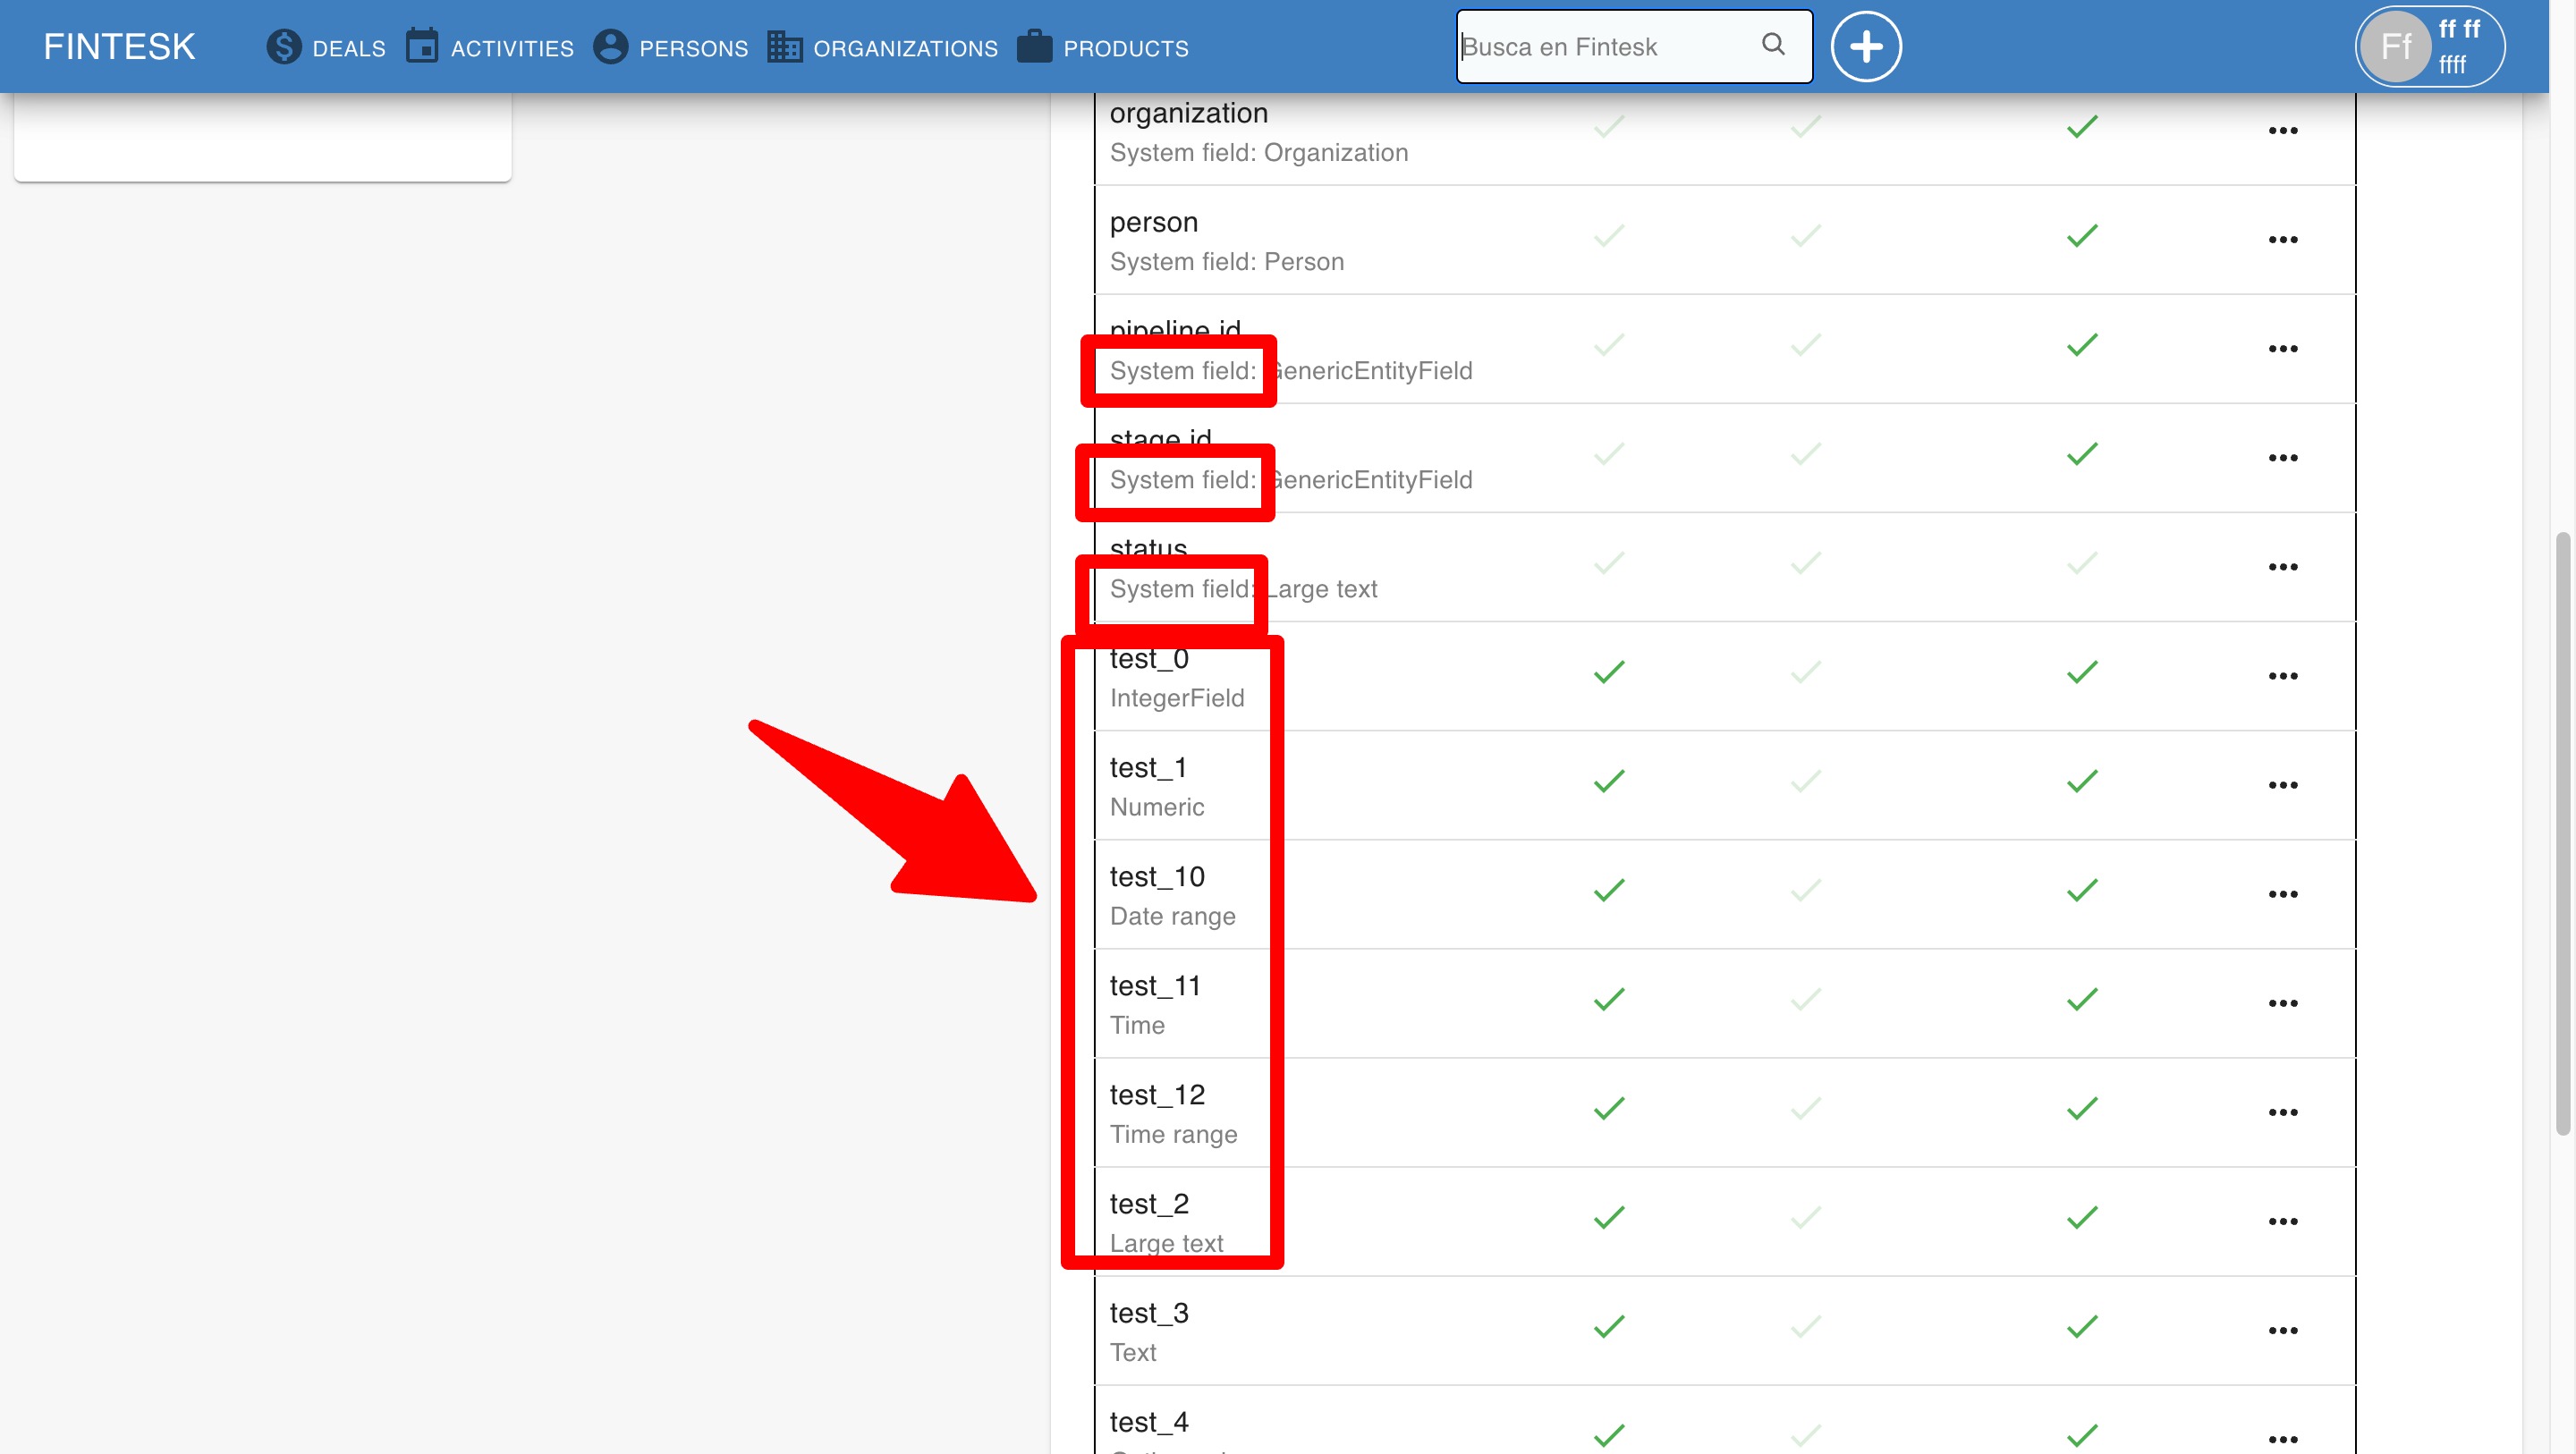 FINTESK
DEALS
ACTIVITIES
PERSONS
ORGANIZATIONS
PRODUCTS
Busca en Fintesk
Ff
ff ff
ffff
organization
System field: Organization
person
System field: Person
pipeline id
System field: GenericEntityField
stage id
System field: GenericEntityField
status
System field: Large text
test_0
IntegerField
test_1
Numeric
test_10
Date range
test_11
Time
test_12
Time range
test_2
Large text
test_3
Text
test_4